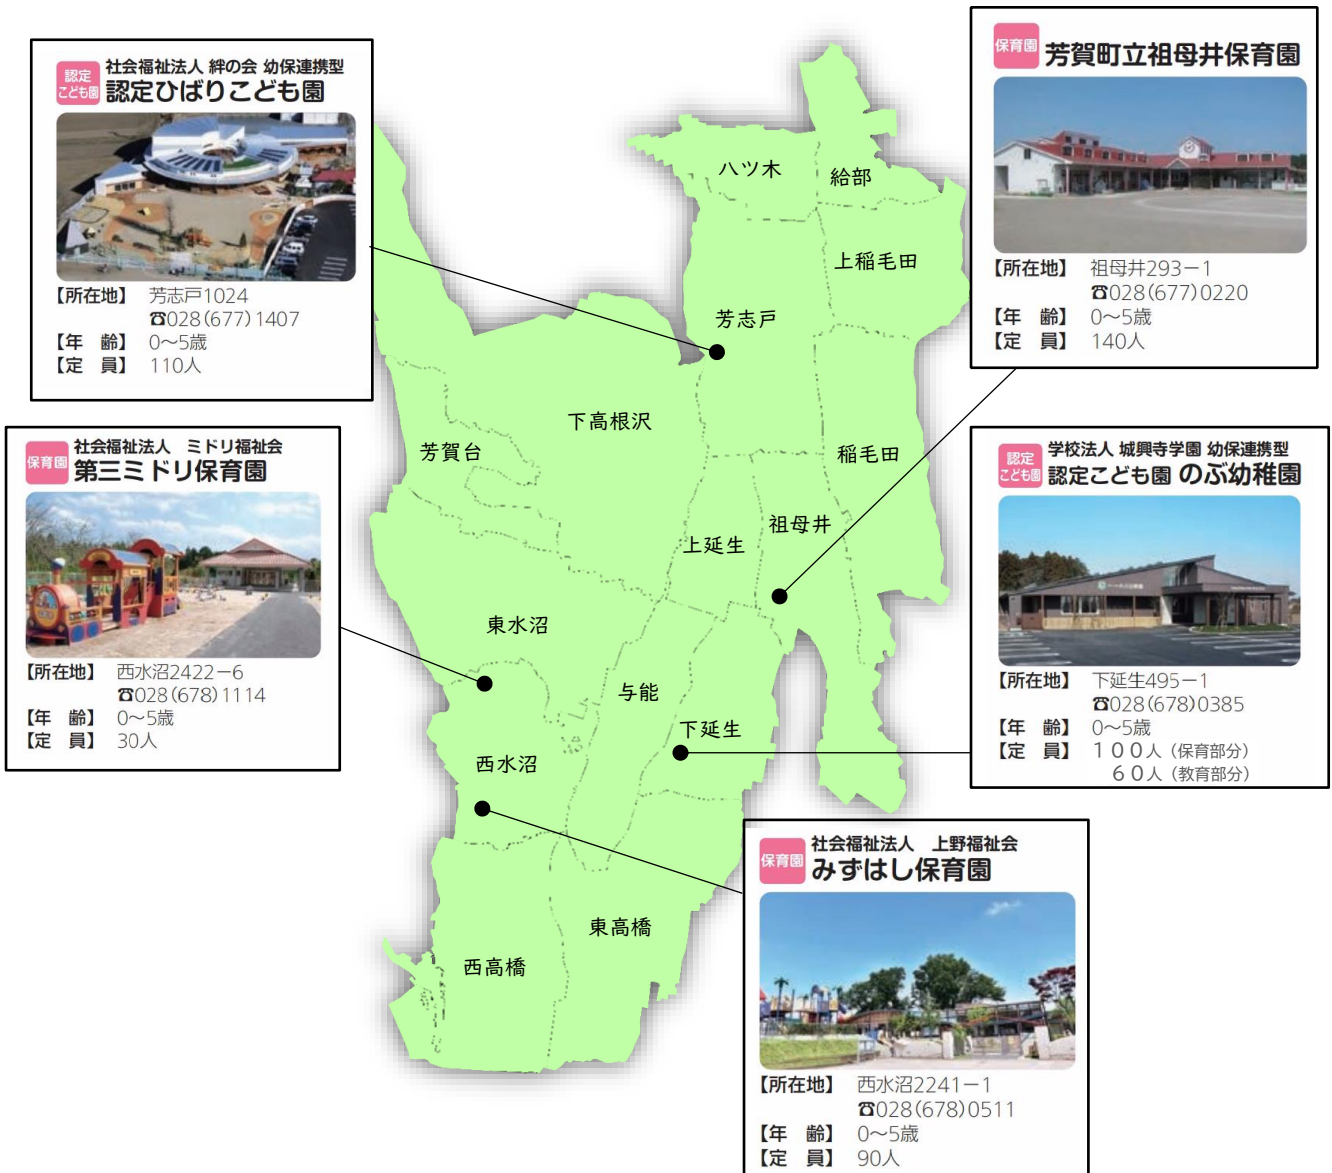 認定
こども園
社会福祉法人 絆の会 幼保連携型
認定ひばりこども園
【所在地】 芳志戸1024
☎028(677)1407
【年　齢】 0〜5歳
【定　員】 110人
保育園
芳賀町立祖母井保育園
【所在地】 祖母井293−1
☎028(677)0220
【年　齢】 0〜5歳
【定　員】 140人
保育園
社会福祉法人　ミドリ福祉会
第三ミドリ保育園
【所在地】 西水沼2422−6
☎028(678)1114
【年　齢】 0〜5歳
【定　員】 30人
認定
こども園
学校法人 城興寺学園 幼保連携型
認定こども園 のぶ幼稚園
【所在地】 下延生495−1
☎028(678)0385
【年　齢】 0〜5歳
【定　員】 １００人（保育部分）
６０人（教育部分）
保育園
社会福祉法人　上野福祉会
みずはし保育園
【所在地】 西水沼2241−1
☎028(678)0511
【年　齢】 0〜5歳
【定　員】 90人
八ツ木
給部
上稲毛田
芳志戸
下高根沢
芳賀台
稲毛田
祖母井
上延生
東水沼
与能
下延生
西水沼
東高橋
西高橋